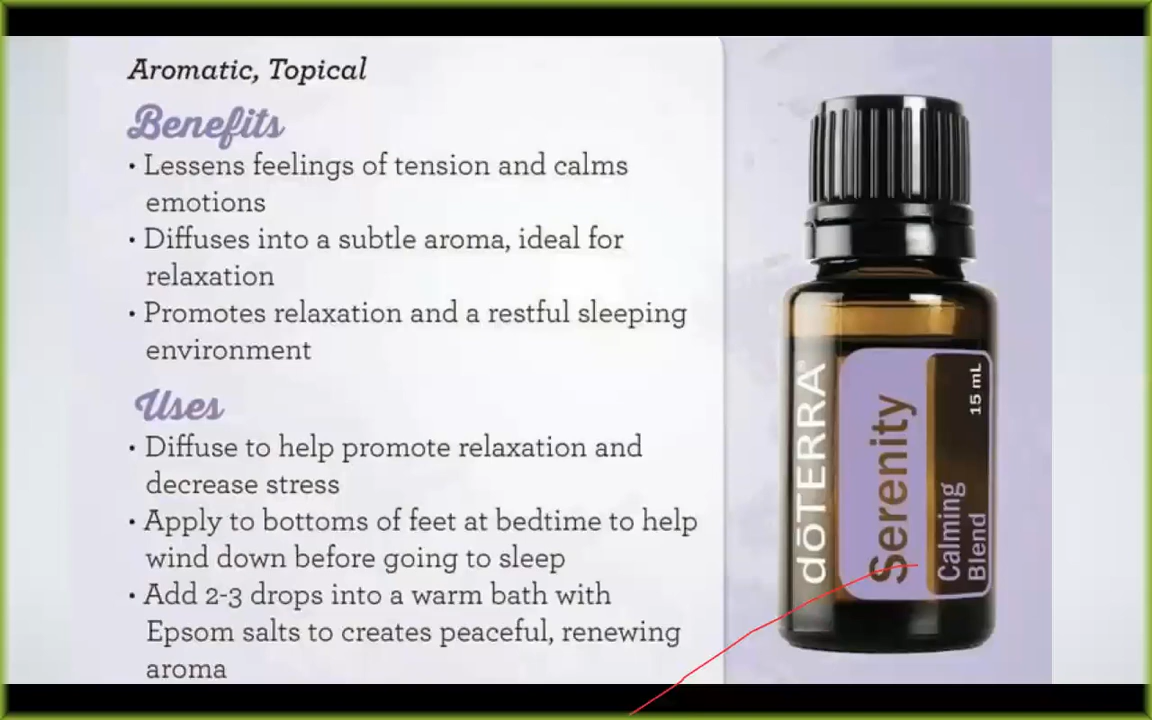 Aromatic, Topical
Benefits
• Lessens feelings of tension and calms
emotions
• Diffuses into a subtle aroma, ideal for
relaxation
• Promotes relaxation and a restful sleeping
environment
Uses
• Diffuse to help promote relaxation and
decrease stress
• Apply to bottoms of feet at bedtime to help
wind down before going to sleep
• Add 2-3 drops into a warm bath with
Epsom salts to creates peaceful, renewing
aroma
dōTERRA®
Serenity
Calming
Blend
15 mL